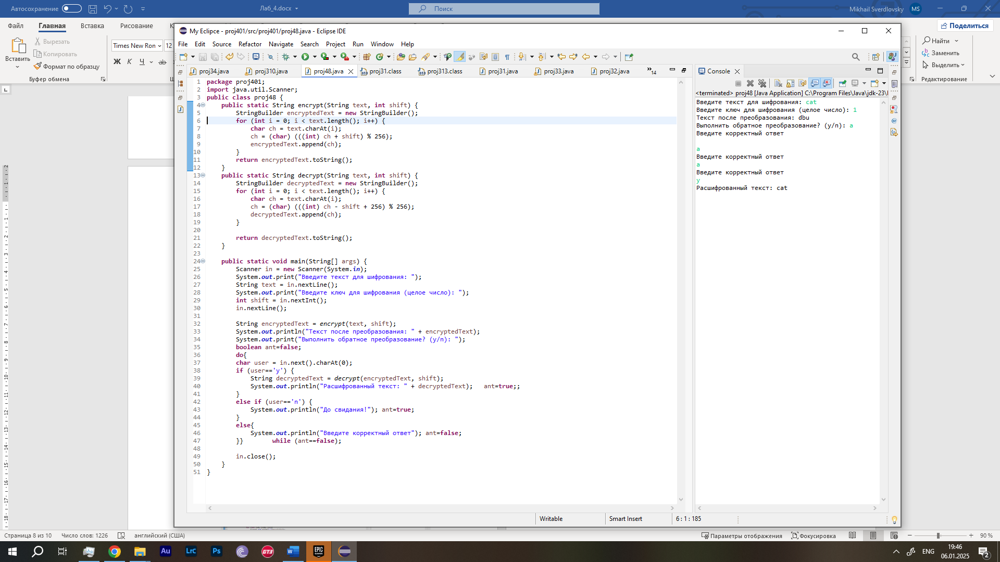 Автосохранение
Лаб_4.docx
Поиск
Mikhail Sverdlovsky
MS
Файл
Главная
Вставка
Рисование
Поделиться
Вставить
Вырезать
Копировать
Формат по образцу
Буфер обмена
Times New Ron
12
Ж К Ч ab
Найти
Заменить
Выделить
Редактирование
My Eclipce - proj401/src/proj401/proj48.java - Eclipse IDE
File Edit Source Refactor Navigate Search Project Run Window Help
proj34.java
proj310.java
proj48.java
proj31.class
proj313.class
proj31.java
proj33.java
proj32.java
14
1 package proj401;
2 import java.util.Scanner;
3 public class proj48 {
4 public static String encrypt(String text, int shift) {
5 StringBuilder encryptedText = new StringBuilder();
6 for (int i = 0; i < text.length(); i++) {
7 char ch = text.charAt(i);
8 ch = (char) (((int) ch + shift) % 256);
9 encryptedText.append(ch);
10 }
11 return encryptedText.toString();
12 }
13 public static String decrypt(String text, int shift) {
14 StringBuilder decryptedText = new StringBuilder();
15 for (int i = 0; i < text.length(); i++) {
16 char ch = text.charAt(i);
17 ch = (char) (((int) ch - shift + 256) % 256);
18 decryptedText.append(ch);
19 }
20
21 return decryptedText.toString();
22 }
23
24 public static void main(String[] args) {
25 Scanner in = new Scanner(System.in);
26 System.out.print("Введите текст для шифрования: ");
27 String text = in.nextLine();
28 System.out.print("Введите ключ для шифрования (целое число): ");
29 int shift = in.nextInt();
30 in.nextLine();
31
32 String encryptedText = encrypt(text, shift);
33 System.out.println("Текст после преобразования: " + encryptedText);
34 System.out.print("Выполнить обратное преобразование? (y/n): ");
35 boolean ant=false;
36 do{
37 char user = in.next().charAt(0);
38 if (user=='y') {
39 String decryptedText = decrypt(encryptedText, shift);
40 System.out.println("Расшифрованный текст: " + decryptedText); ant=true;;
41 }
42 else if (user=='n') {
43 System.out.println("До свидания!"); ant=true;
44 }
45 else{
46 System.out.println("Введите корректный ответ"); ant=false;
47 }} while (ant==false);
48
49 in.close();
50 }
51 }
Console
<terminated> proj48 [Java Application] C:\Program Files\Java\jdk-23\
Введите текст для шифрования: cat
Введите ключ для шифрования (целое число): 1
Текст после преобразования: dbu
Выполнить обратное преобразование? (y/n): a
Введите корректный ответ
a
Введите корректный ответ
a
Введите корректный ответ
y
Расшифрованный текст: cat
Writable
Smart Insert
6 : 1 : 185
Страница 8 из 10
Число слов: 1226
английский (США)
Параметры отображения
Фокусировка
90 %
Au
Lrc
Ps
GT3
W
EPIC GAMES
ENG
19:46
06.01.2025
2